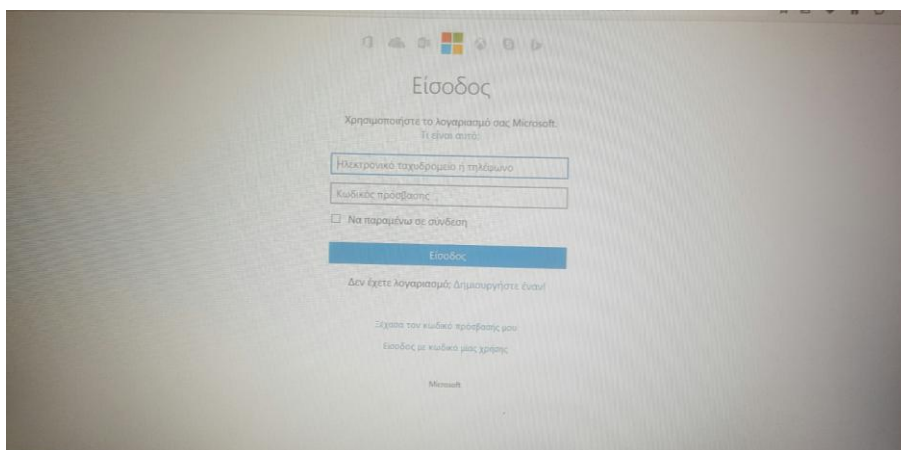 Είσοδος
Χρησιμοποιήστε το λογαριασμό σας Microsoft.
Τι είναι αυτό;
Ηλεκτρονικό ταχυδρομείο ή τηλέφωνο
Κωδικός πρόσβασης
Να παραμένω σε σύνδεση
Είσοδος
Δεν έχετε λογαριασμό; Δημιουργήστε έναν!
Ξέχασα τον κωδικό πρόσβασής μου
Είσοδος με κωδικό μιας χρήσης
Microsoft